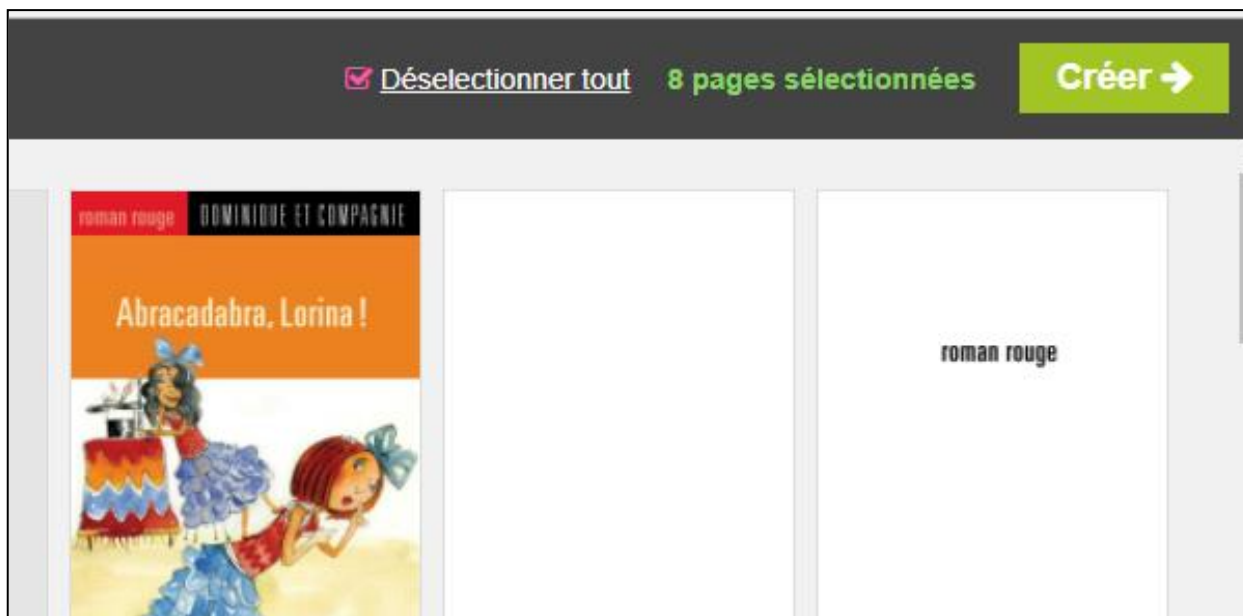 Déselectionner tout 8 pages sélectionnées Créer
roman rouge DOMINIQUE ET COMPAGNIE
Abracadabra, Lorina !
roman rouge